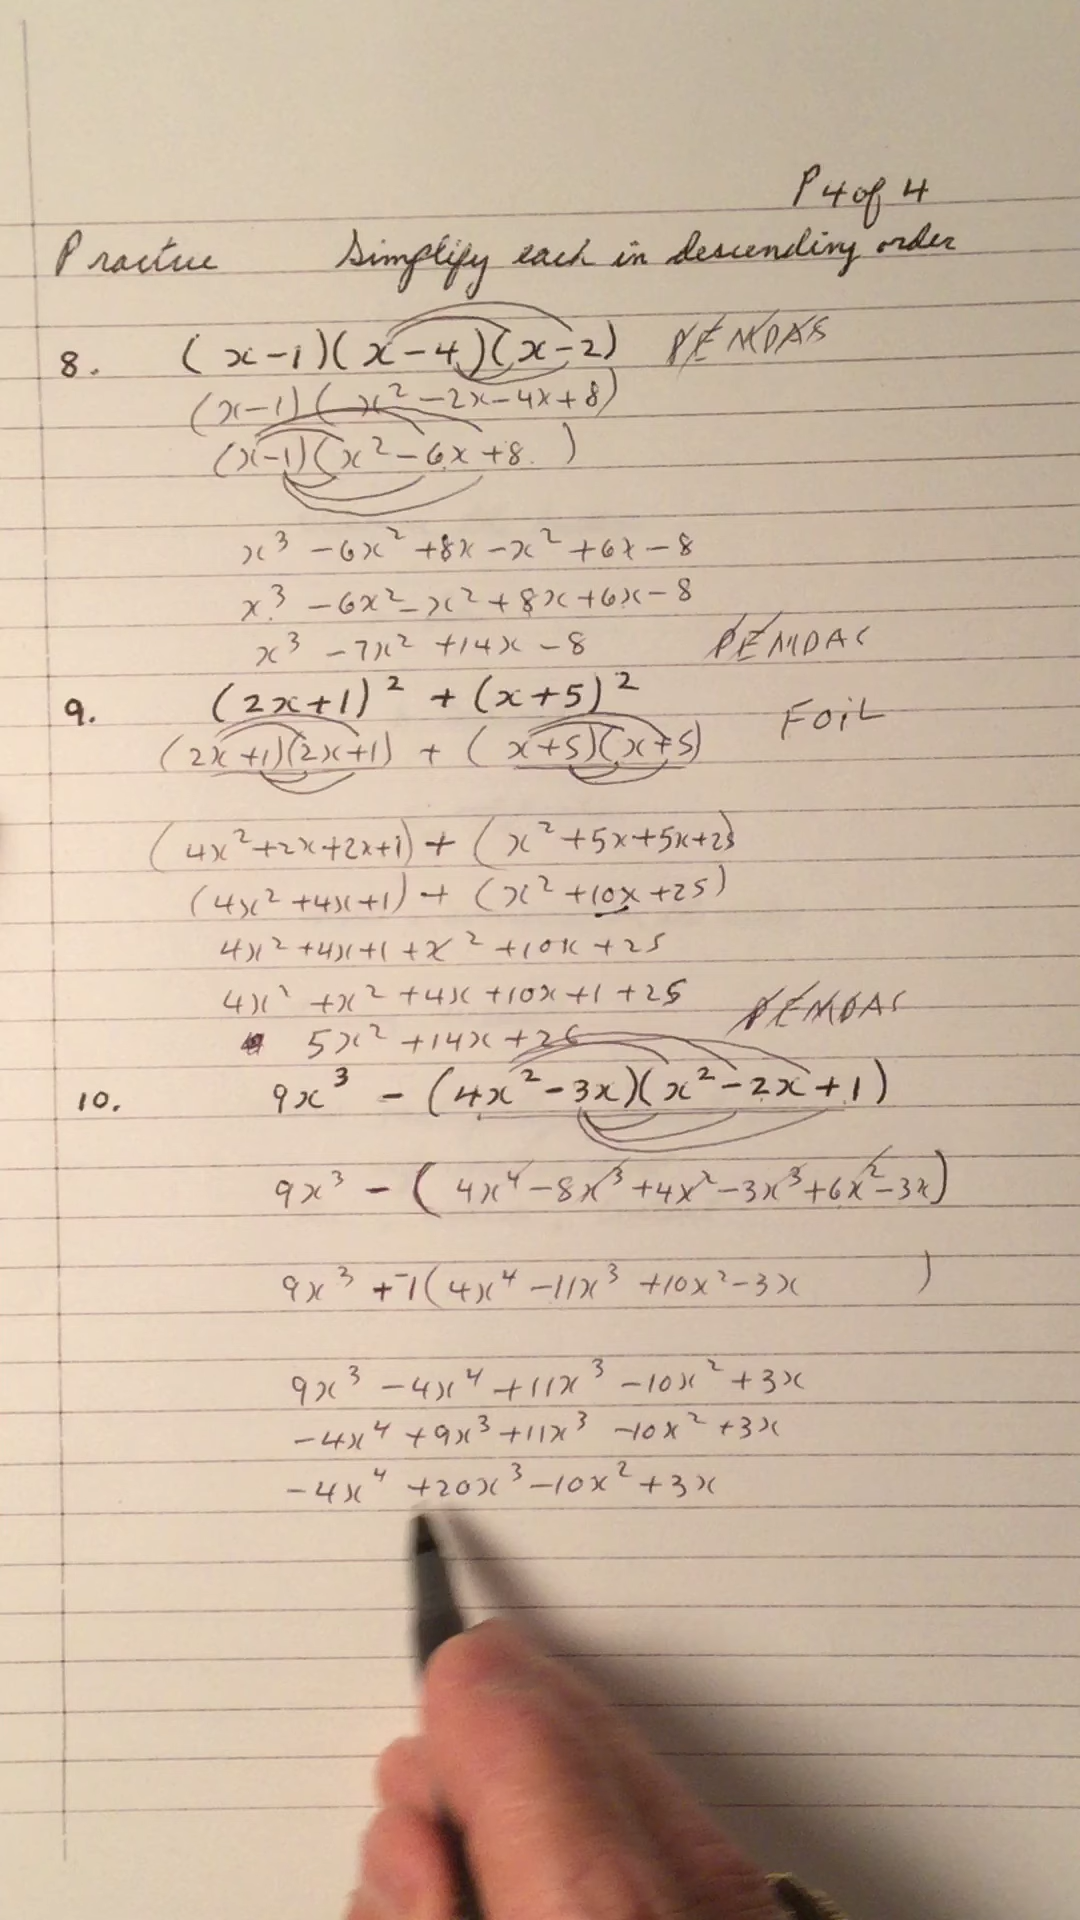 P 4 of 4
Practice Simplify each in descending order
8. (x-1)(x-4)(x-2) PEMDAS
(x-1)(x²-2x-4x+8)
(x-1)(x²-6x+8)
x³-6x²+8x-x²+6x-8
x³-6x²-x²+8x+6x-8
x³-7x²+14x-8 PEMDAS
9. (2x+1)²+(x+5)²
FOIL
(2x+1)(2x+1)+(x+5)(x+5)
(4x²+2x+2x+1)+(x²+5x+5x+25)
(4x²+4x+1)+(x²+10x+25)
4x²+4x+1+x²+10x+25
4x²+x²+4x+10x+1+25
PEMDAS
5x²+14x+26
10. 9x³-(4x²-3x)(x²-2x+1)
9x³-(4x⁴-8x³+4x²-3x³+6x²-3x)
9x³+-1(4x⁴-11x³+10x²-3x)
9x³-4x⁴+11x³-10x²+3x
-4x⁴+9x³+11x³-10x²+3x
-4x⁴+20x³-10x²+3x